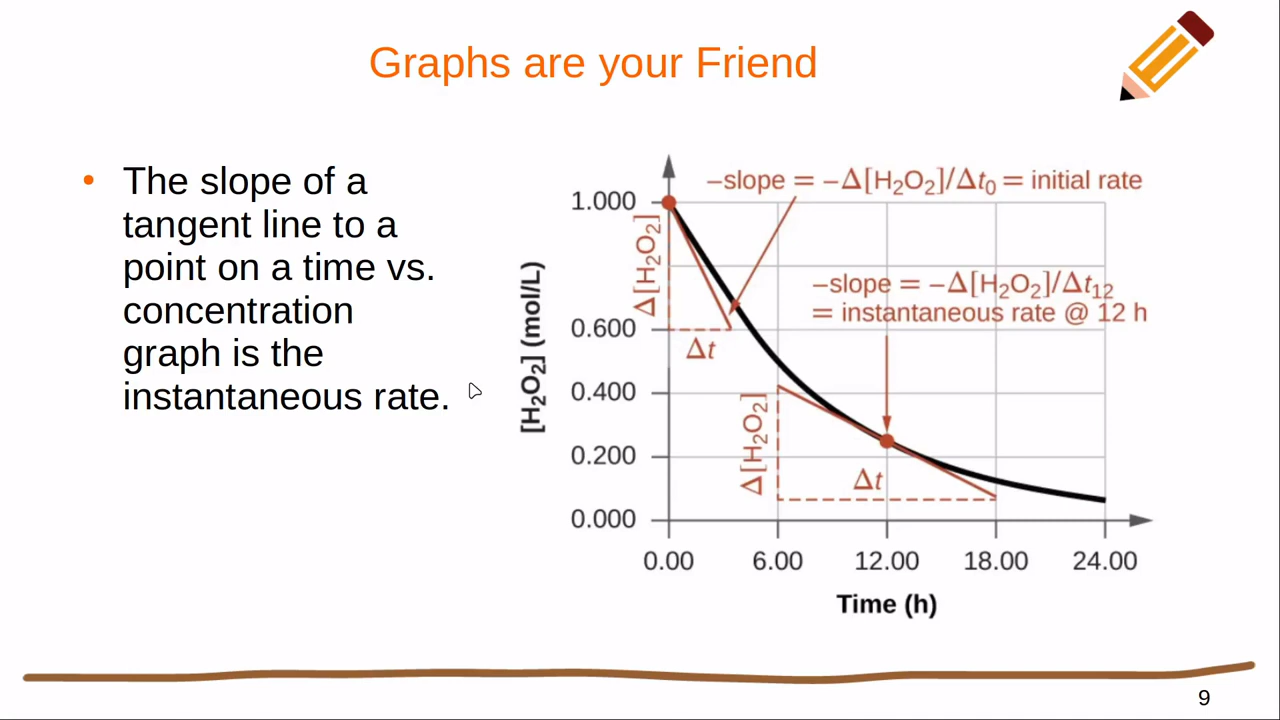 Graphs are your Friend
• The slope of a
tangent line to a
point on a time vs.
concentration
graph is the
instantaneous rate.
–slope = –Δ[H₂O₂]/Δt₀ = initial rate
–slope = –Δ[H₂O₂]/Δt₁₂
= instantaneous rate @ 12 h
[H₂O₂] (mol/L)
1.000
0.600
0.400
0.200
0.000
Δ[H₂O₂]
Δt
Δ[H₂O₂]
Δt
0.00 6.00 12.00 18.00 24.00
Time (h)
9